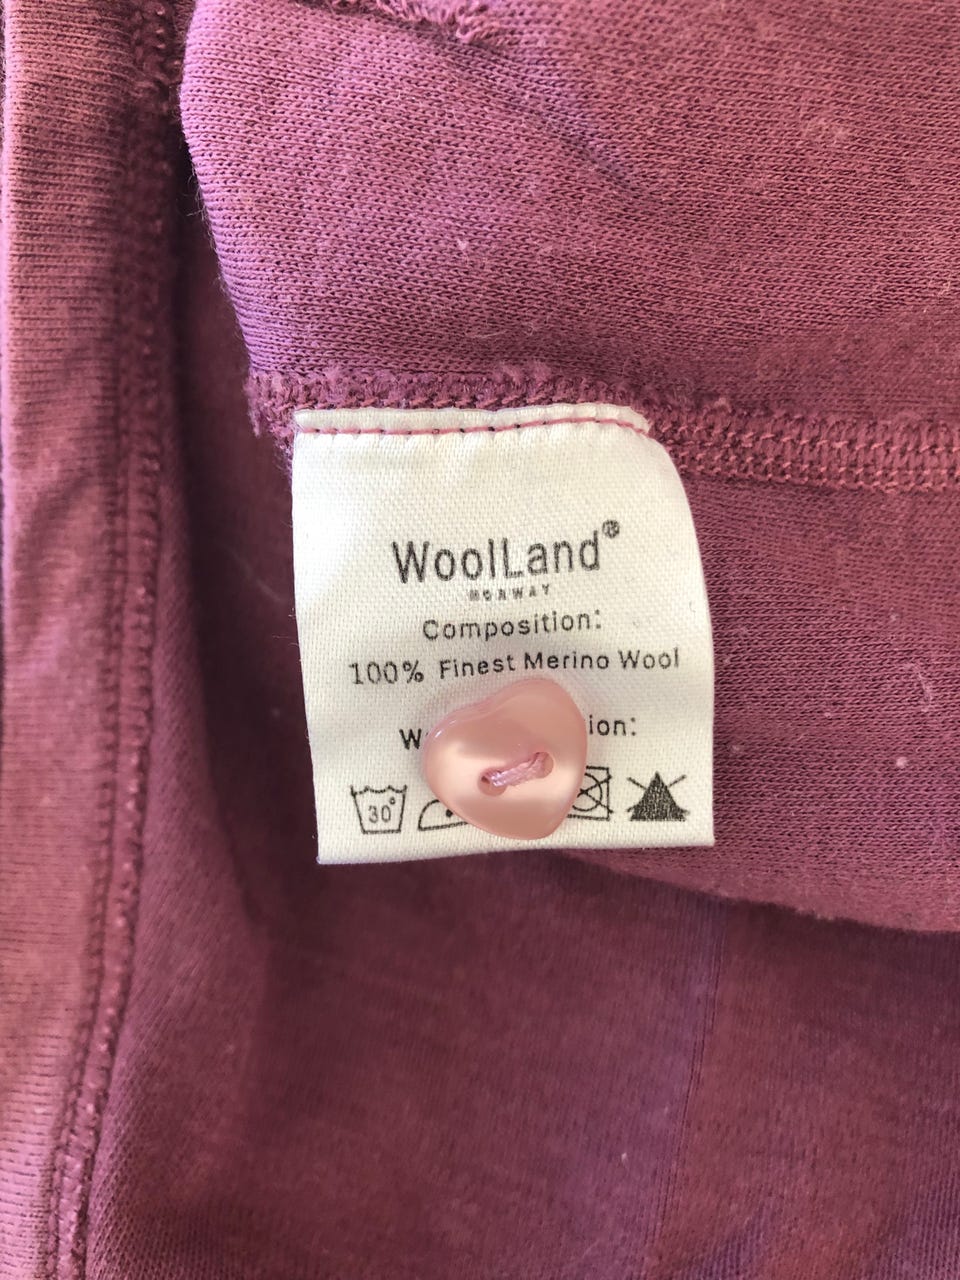 WoolLand®
NORWAY
Composition:
100% Finest Merino Wool
30°